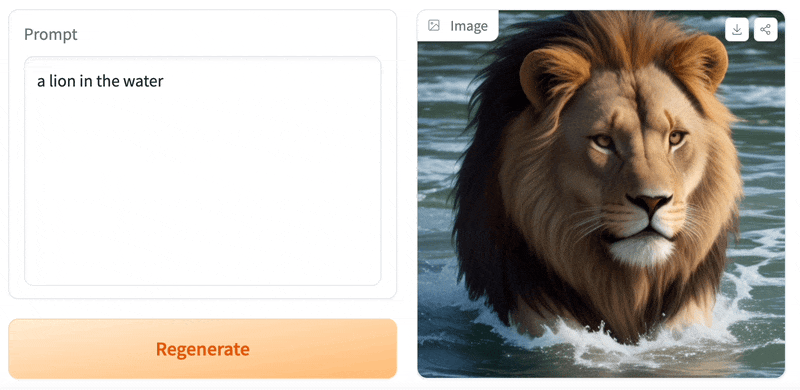 Prompt
a lion in the water
Regenerate
Image